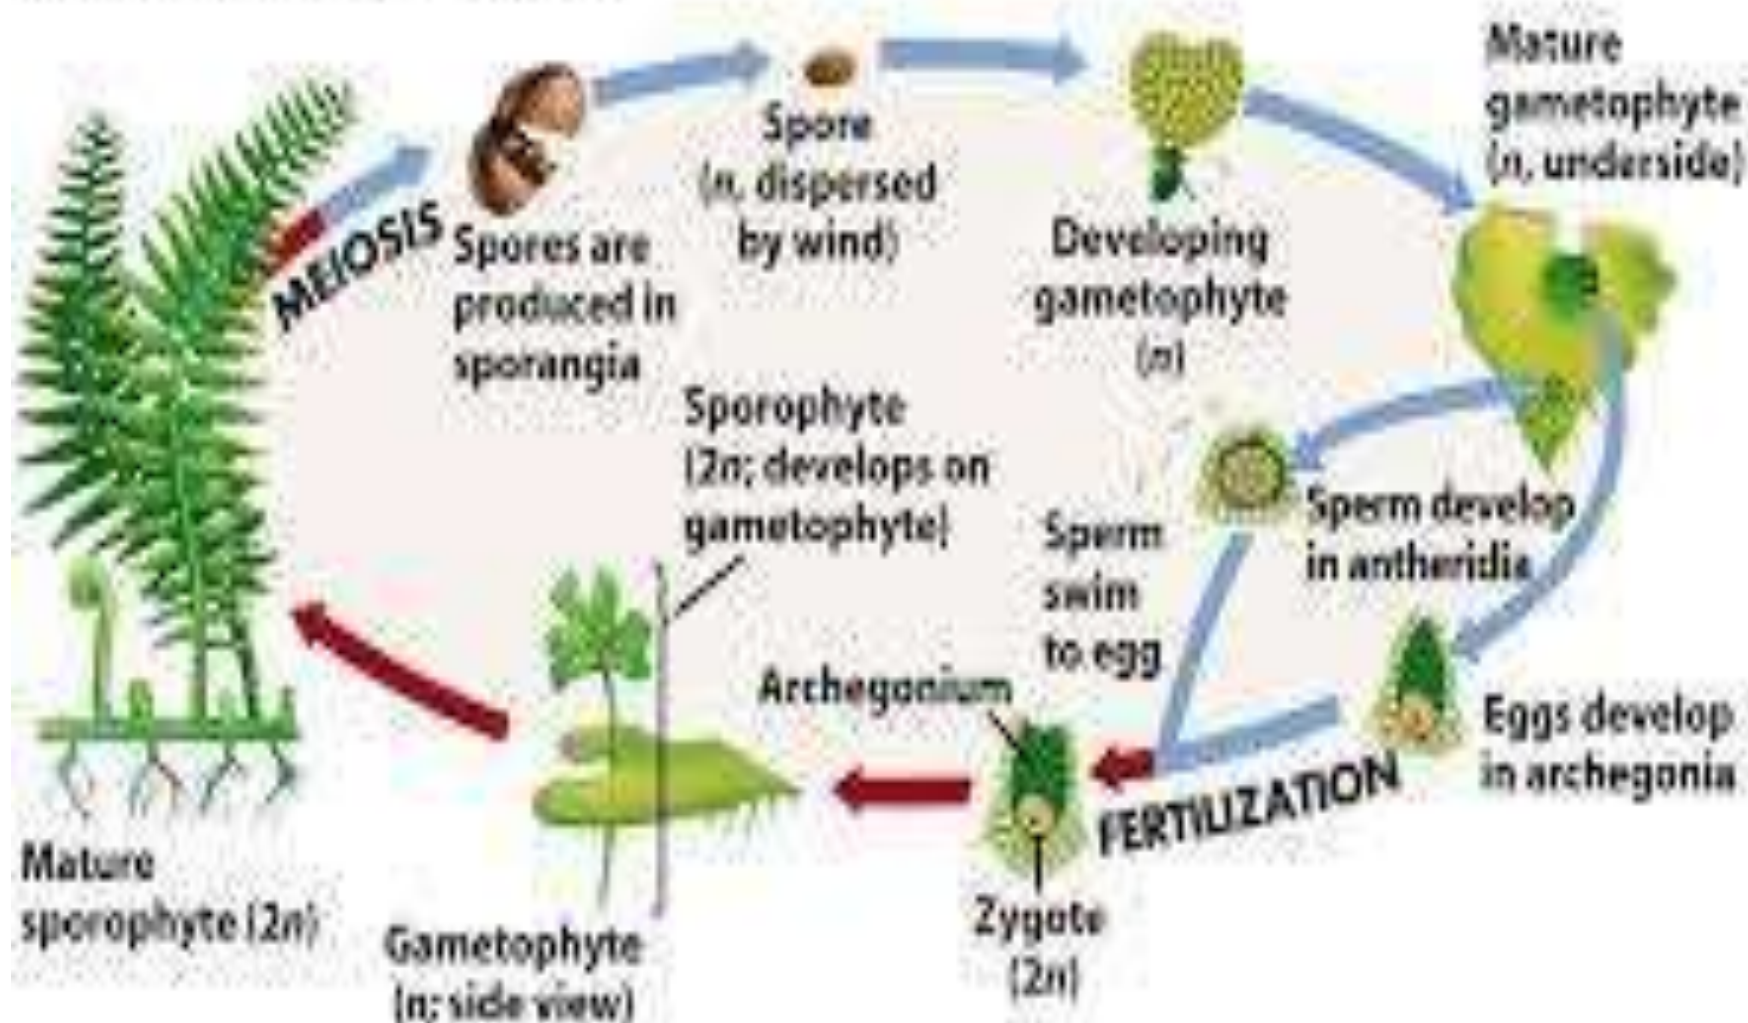 MEIOSIS
Spores are
produced in
sporangia
Spore
(n, dispersed
by wind)
Developing
gametophyte
(n)
Mature
gametophyte
(n, underside)
Sperm develop
in antheridia
Sperm
swim
to egg
Eggs develop
in archegonia
FERTILIZATION
Archegonium
Zygote
(2n)
Sporophyte
(2n; develops on
gametophyte)
Gametophyte
(n; side view)
Mature
sporophyte (2n)